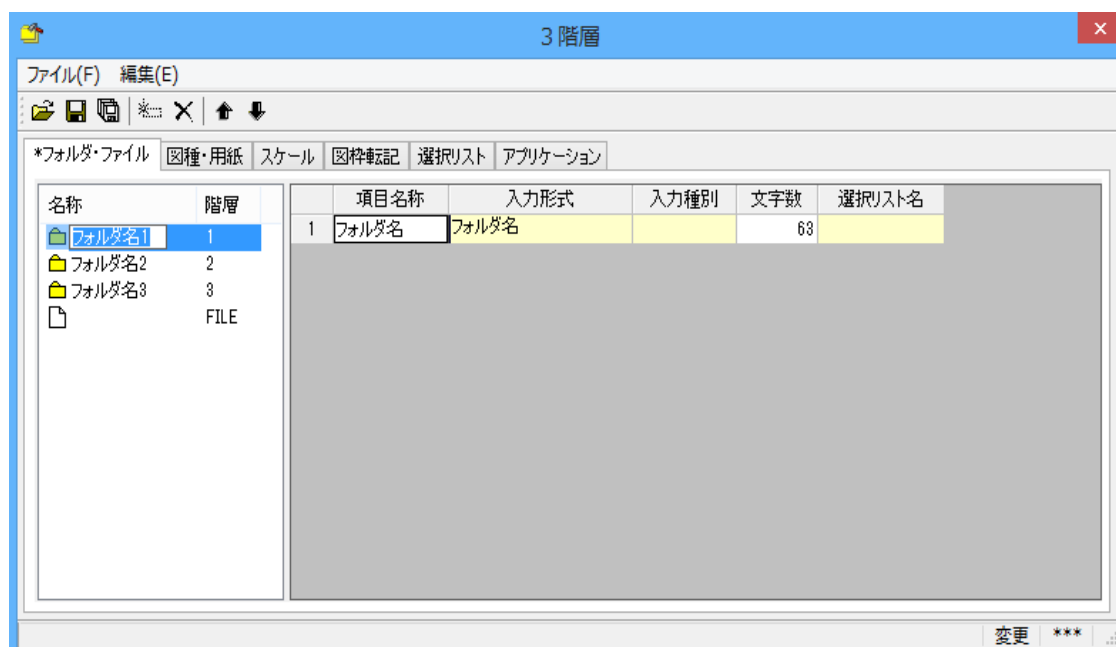 3階層
ファイル(F) 編集(E)
*フォルダ・ファイル 図種・用紙 スケール 図枠転記 選択リスト アプリケーション
名称 階層 項目名称 入力形式 入力種別 文字数 選択リスト名
フォルダ名1 1 1 フォルダ名 フォルダ名 63
フォルダ名2 2
フォルダ名3 3
FILE
変更 ***